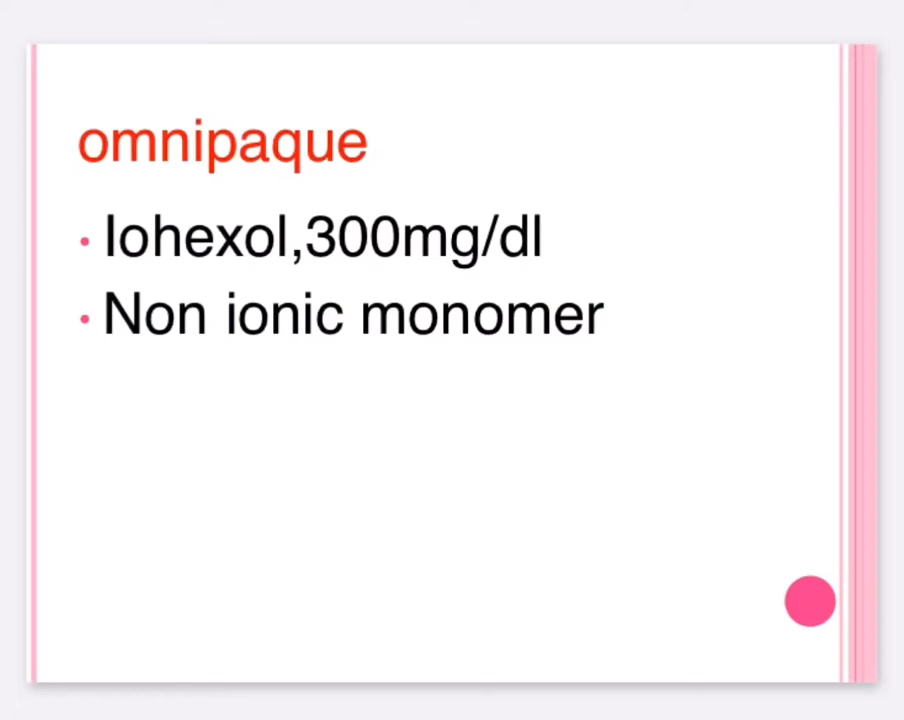 omnipaque
• Iohexol,300mg/dl
• Non ionic monomer